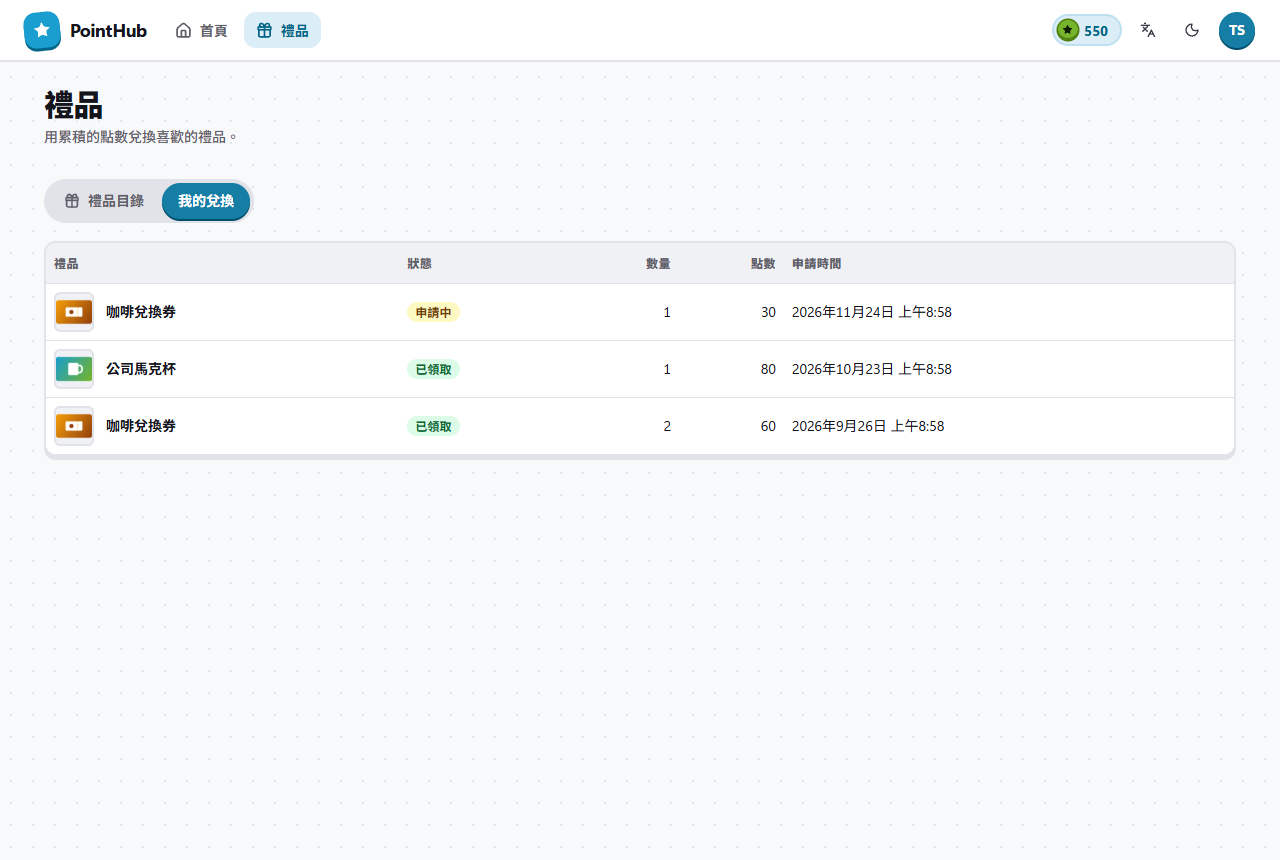 PointHub 首頁 禮品 550 TS
禮品
用累積的點數兌換喜歡的禮品。
禮品目錄 我的兌換
禮品 狀態 數量 點數 申請時間
咖啡兌換券 申請中 1 30 2026年11月24日 上午8:58
公司馬克杯 已領取 1 80 2026年10月23日 上午8:58
咖啡兌換券 已領取 2 60 2026年9月26日 上午8:58